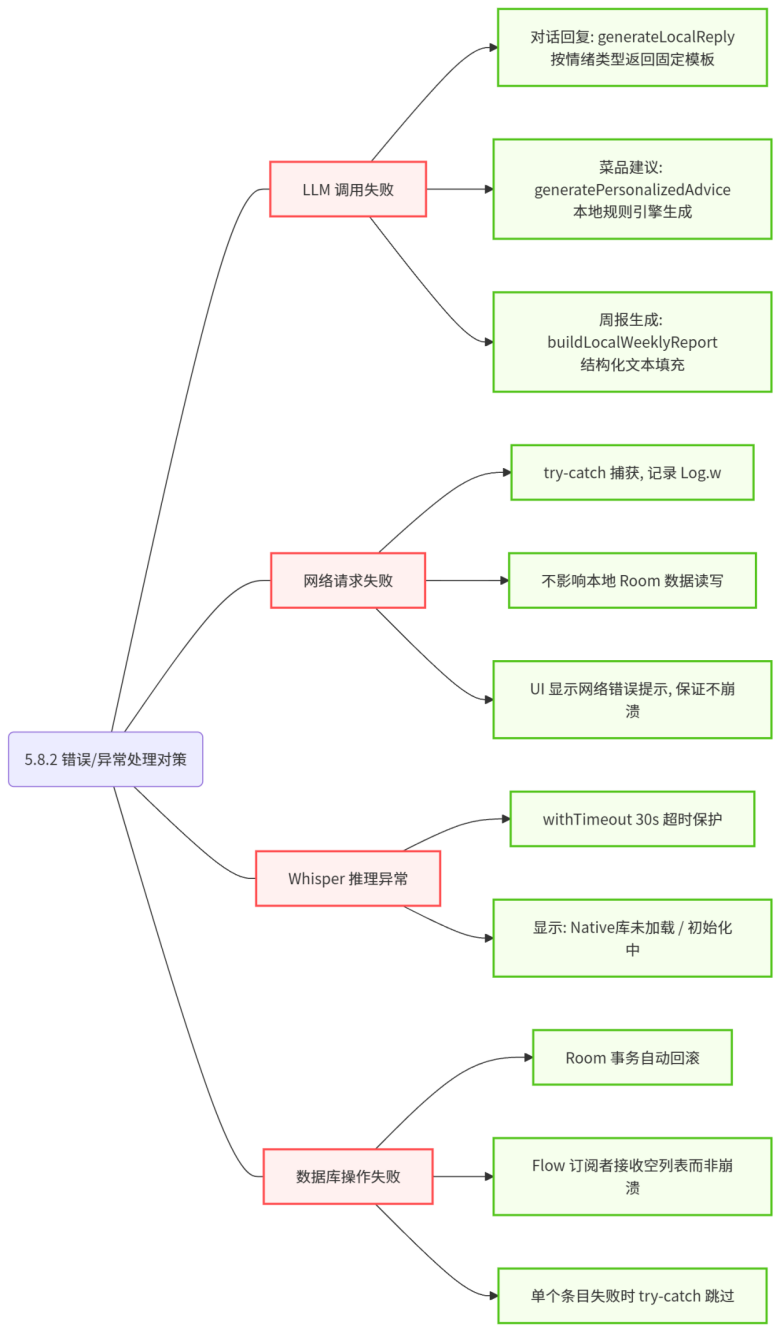 对话回复: generateLocalReply
按情绪类型返回固定模板
LLM 调用失败
菜品建议:
generatePersonalizedAdvice
本地规则引擎生成
周报生成:
buildLocalWeeklyReport
结构化文本填充
try-catch 捕获, 记录 Log.w
网络请求失败
不影响本地 Room 数据读写
UI 显示网络错误提示, 保证不崩
溃
5.8.2 错误/异常处理对策
withTimeout 30s 超时保护
Whisper 推理异常
显示: Native库未加载 / 初始化
中
Room 事务自动回滚
数据库操作失败
Flow 订阅者接收空列表而非崩
溃
单个条目失败时 try-catch 跳过